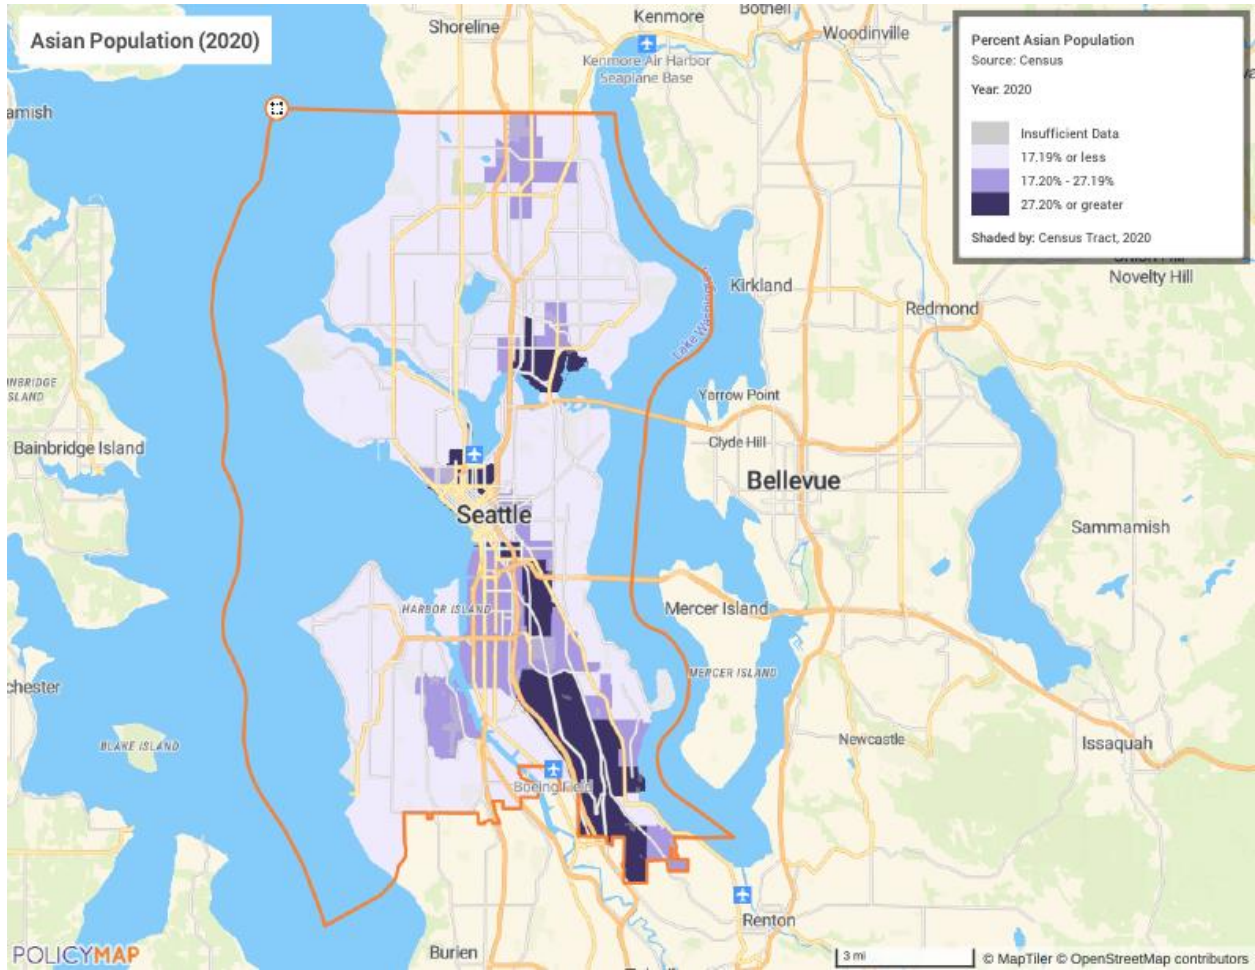 Asian Population (2020)
Percent Asian Population
Source: Census
Year: 2020
Insufficient Data
17.19% or less
17.20% - 27.19%
27.20% or greater
Shaded by: Census Tract, 2020
Shoreline
Kenmore
Bothell
Woodinville
Kenmore Air Harbor
Seaplane Base
Novelty Hill
Kirkland
Redmond
Lake Washington
Yarrow Point
Clyde Hill
Bainbridge Island
Bellevue
Seattle
Sammamish
HARBOR ISLAND
Mercer Island
MERCER ISLAND
BLAKE ISLAND
Newcastle
Issaquah
Boeing Field
Renton
Burien
POLICYMAP
3 mi
© MapTiler © OpenStreetMap contributors